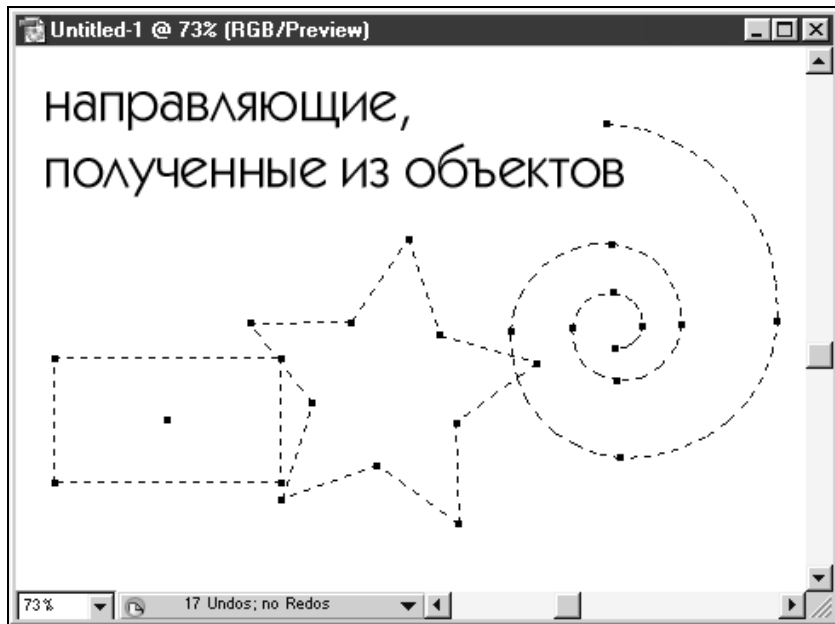 Untitled-1 @ 73% (RGB/Preview)
направляющие,
полученные из объектов
73% 17 Undos; no Redos